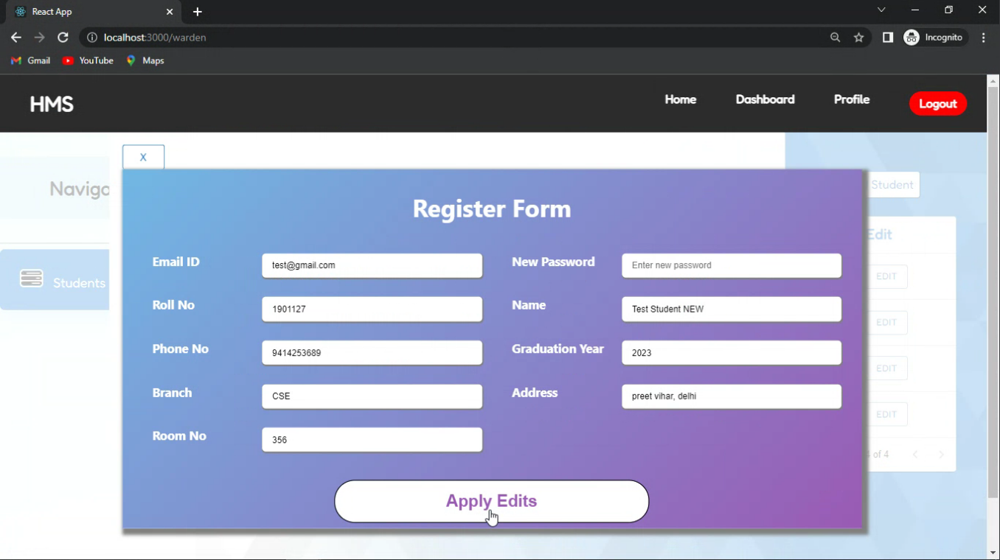 React App
localhost:3000/warden
Incognito
Gmail YouTube Maps
HMS Home Dashboard Profile Logout
X
Student
Register Form
Edit
Email ID test@gmail.com New Password Enter new password
EDIT
Students
Roll No 1901127 Name Test Student NEW
EDIT
Phone No 9414253689 Graduation Year 2023
EDIT
Branch CSE Address preet vihar, delhi
EDIT
Room No 356
of 4
Apply Edits